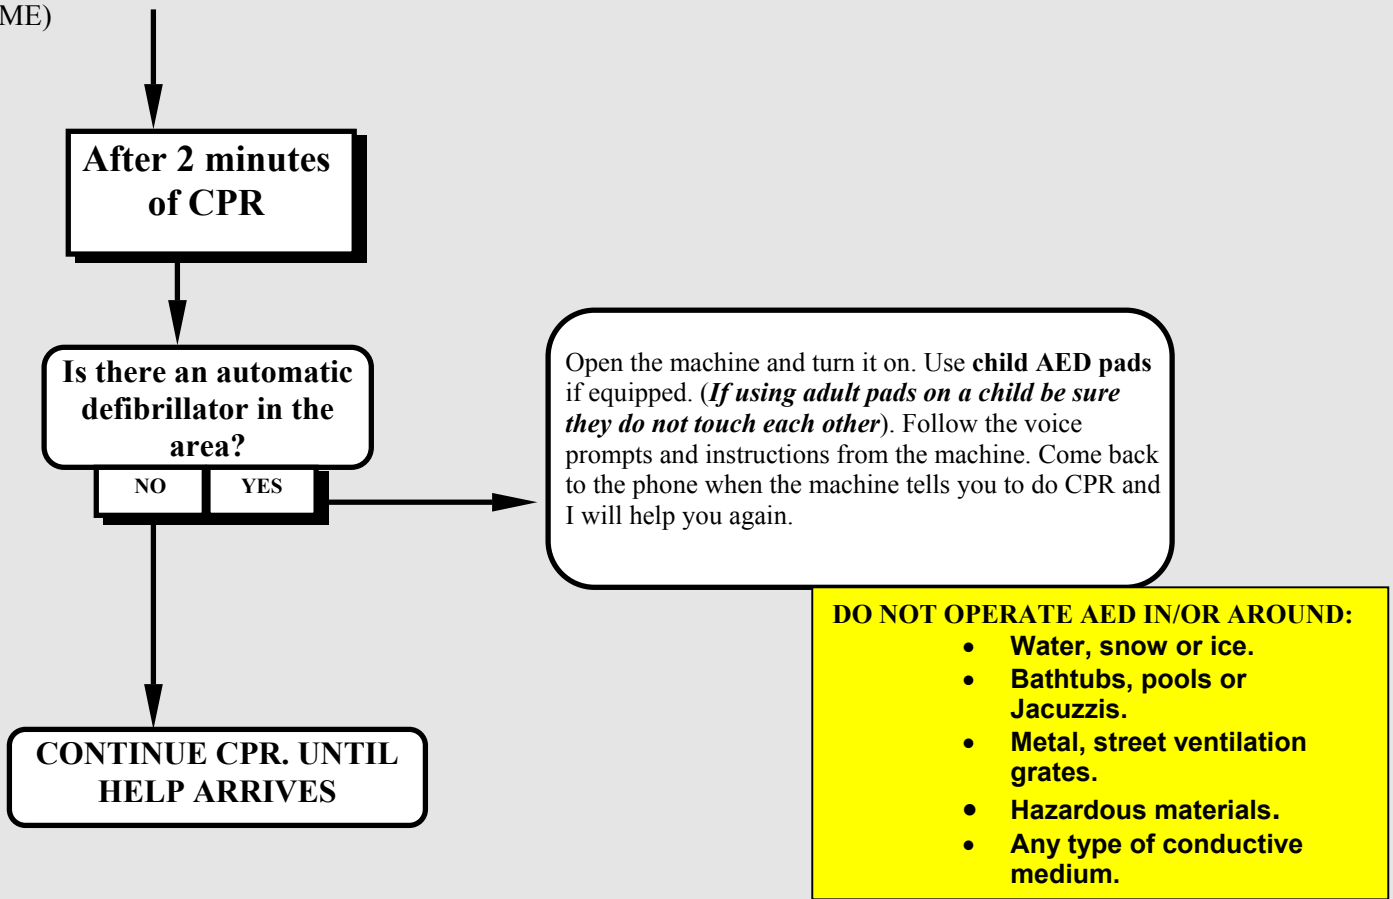 ME)
After 2 minutes
of CPR
Is there an automatic
defibrillator in the
area?
NO YES
Open the machine and turn it on. Use child AED pads
if equipped. (If using adult pads on a child be sure
they do not touch each other). Follow the voice
prompts and instructions from the machine. Come back
to the phone when the machine tells you to do CPR and
I will help you again.
DO NOT OPERATE AED IN/OR AROUND:
• Water, snow or ice.
• Bathtubs, pools or
Jacuzzis.
• Metal, street ventilation
grates.
• Hazardous materials.
• Any type of conductive
medium.
CONTINUE CPR. UNTIL
HELP ARRIVES